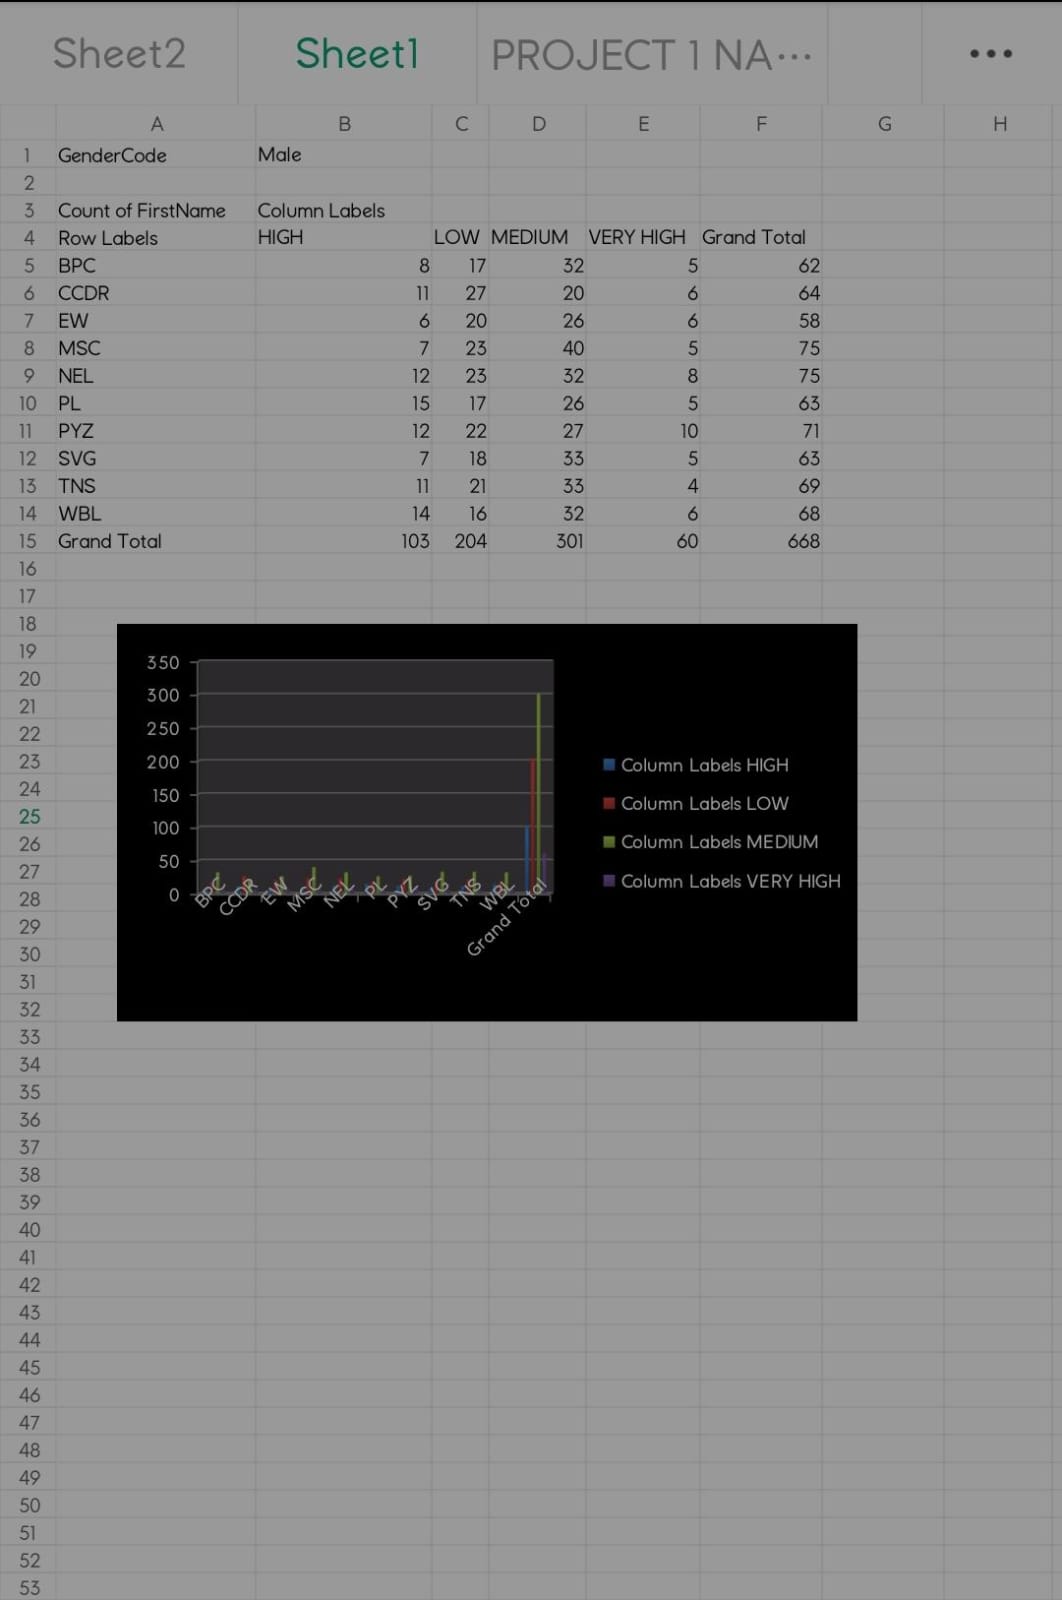 Sheet2 Sheet1 PROJECT 1 NA... ...
A B C D E F G H
1 GenderCode Male
2
3 Count of FirstName Column Labels
4 Row Labels HIGH LOW MEDIUM VERY HIGH Grand Total
5 BPC 8 17 32 5 62
6 CCDR 11 27 20 6 64
7 EW 6 20 26 6 58
8 MSC 7 23 40 5 75
9 NEL 12 23 32 8 75
10 PL 15 17 26 5 63
11 PYZ 12 22 27 10 71
12 SVG 7 18 33 5 63
13 TNS 11 21 33 4 69
14 WBL 14 16 32 6 68
15 Grand Total 103 204 301 60 668
16
17
18
19
20
21
22
23
24
25
26
27
28
29
30
31
32
33
34
35
36
37
38
39
40
41
42
43
44
45
46
47
48
49
50
51
52
53
350
300
250
200
150
100
50
0
BPC CCDR EW MSC NEL PL PYZ SVG TNS WBL Grand Total
Column Labels HIGH
Column Labels LOW
Column Labels MEDIUM
Column Labels VERY HIGH